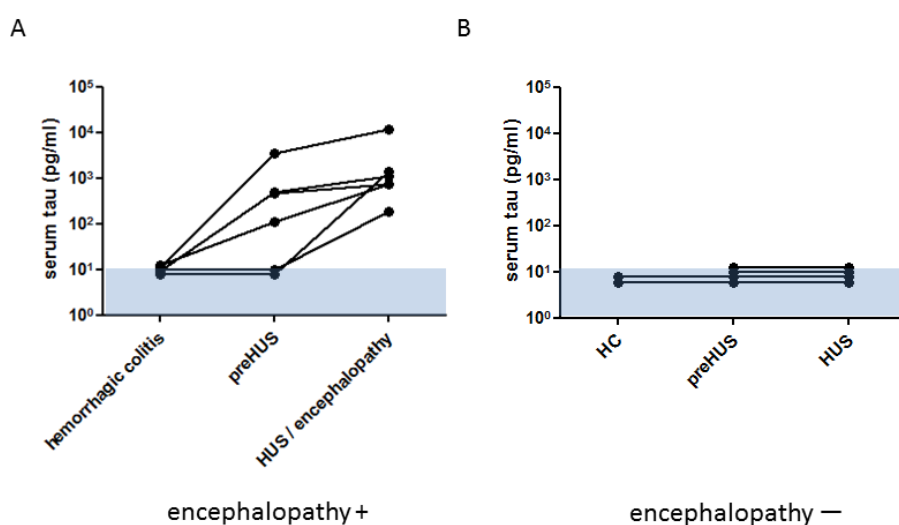 A
serum tau (pg/ml)
10⁵
10⁴
10³
10²
10¹
10⁰
hemorrhagic colitis
preHUS
HUS / encephalopathy
encephalopathy +
B
serum tau (pg/ml)
10⁵
10⁴
10³
10²
10¹
10⁰
HC
preHUS
HUS
encephalopathy —